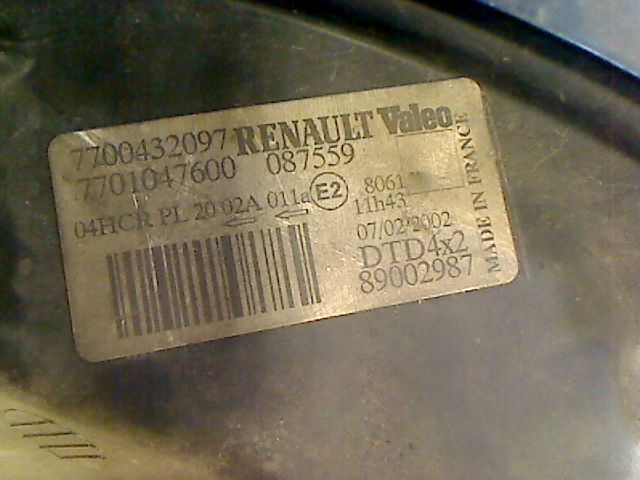 7700432097 RENAULT Valeo
7701047600 087559
04HCR PL 20 02A 011a E2 8061
11h43
07/02/2002
DTD4x2
89002987
MADE IN FRANCE